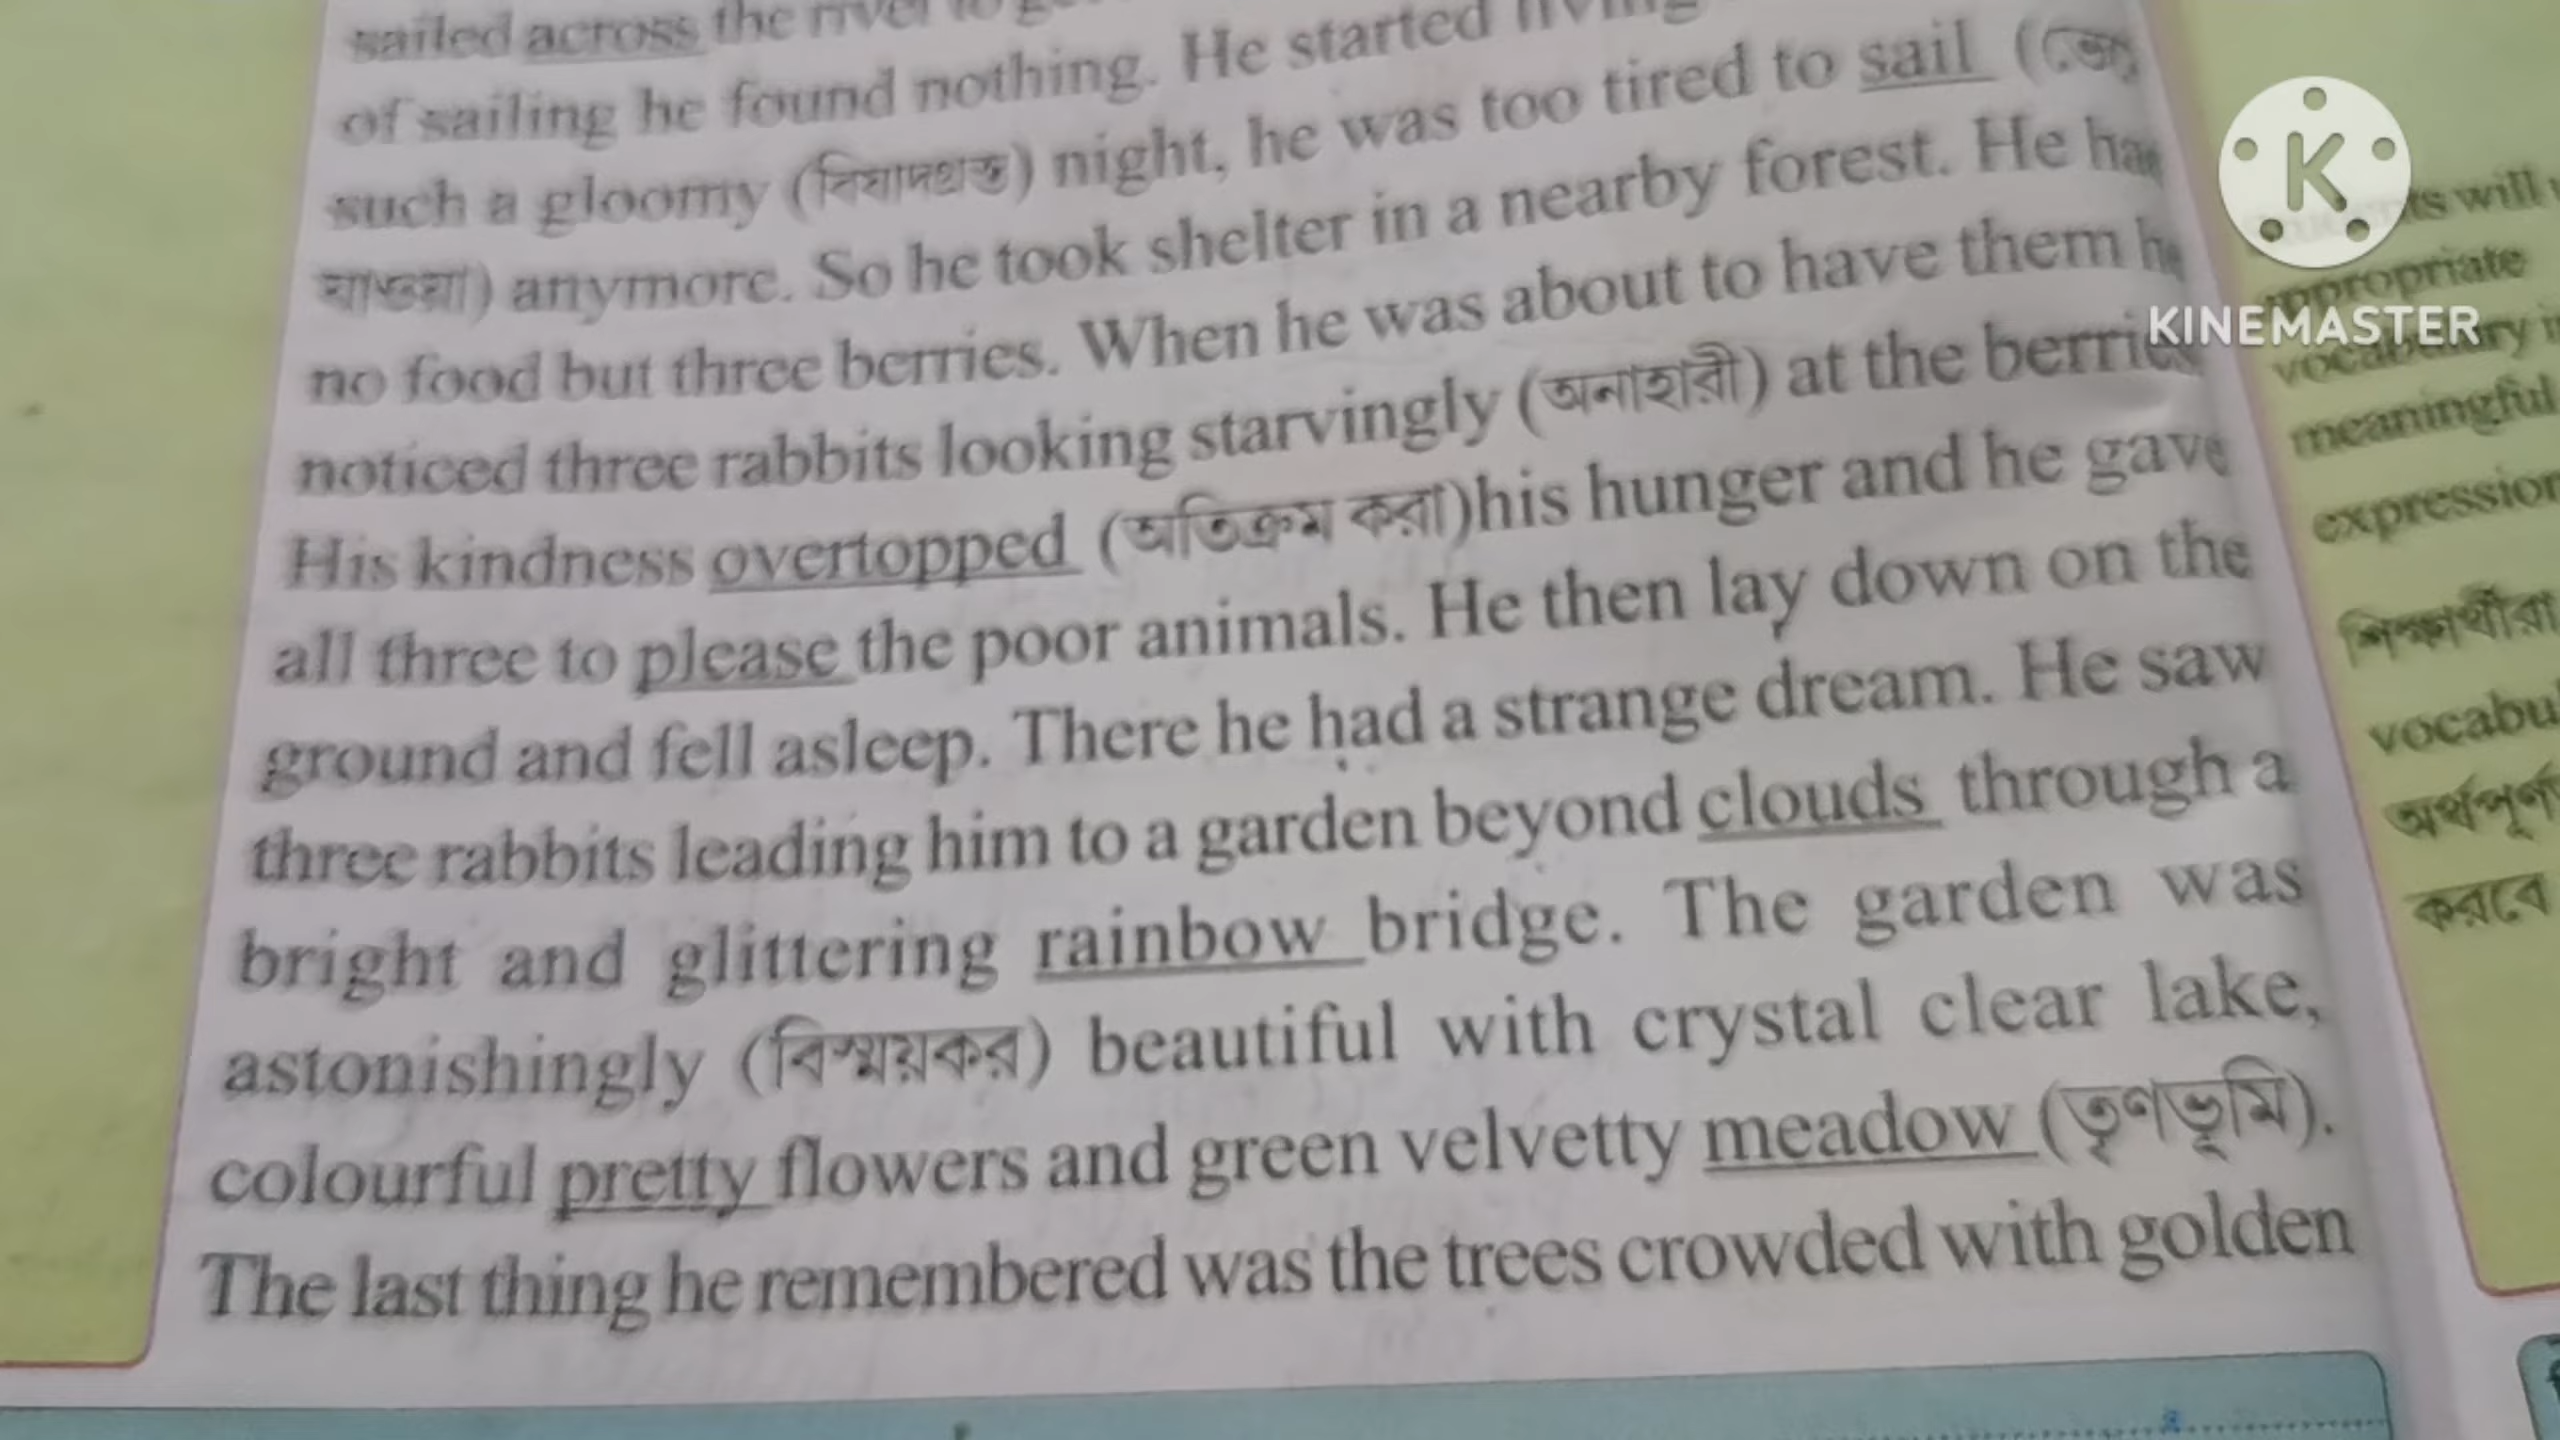 sailed across the river to
of sailing he found nothing. He started living
such a gloomy (বিষাদগ্রস্ত) night, he was too tired to sail (
যাওয়া) anymore. So he took shelter in a nearby forest. He ha
no food but three berries. When he was about to have them h
noticed three rabbits looking starvingly (অনাহারী) at the berri
His kindness overtopped (অতিক্রম করা)his hunger and he gave
all three to please the poor animals. He then lay down on the
ground and fell asleep. There he had a strange dream. He saw
three rabbits leading him to a garden beyond clouds through a
bright and glittering rainbow bridge. The garden was
astonishingly (বিস্ময়কর) beautiful with crystal clear lake,
colourful pretty flowers and green velvetty meadow (তৃণভূমি).
The last thing he remembered was the trees crowded with golden
K
KINEMASTER
ts will
appropriate
vocabulary
meaningful
expression
শিক্ষার্থীরা
vocabul
অর্থপূর্ণ
করবে